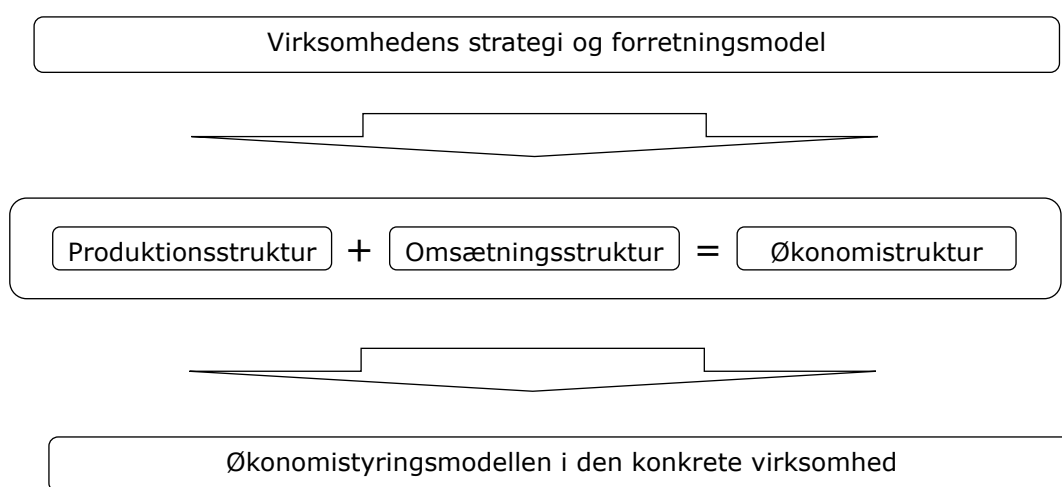 Virksomhedens strategi og forretningsmodel
Produktionsstruktur + Omsætningsstruktur = Økonomistruktur
Økonomistyringsmodellen i den konkrete virksomhed